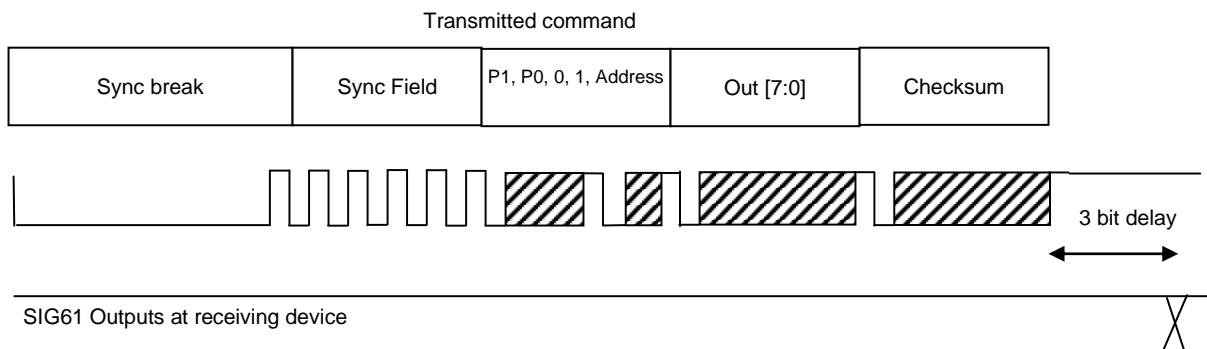 Transmitted command
Sync break
Sync Field
P1, P0, 0, 1, Address
Out [7:0]
Checksum
3 bit delay
SIG61 Outputs at receiving device